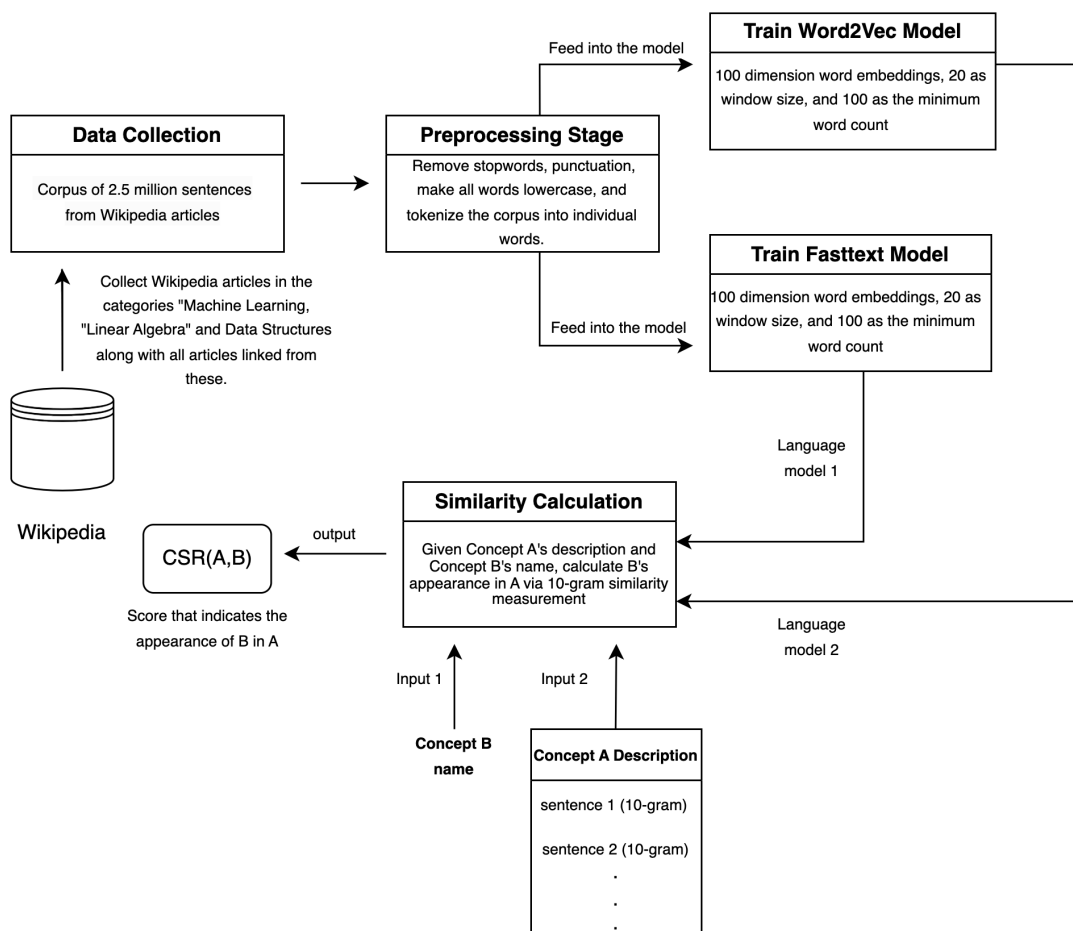 Train Word2Vec Model
100 dimension word embeddings, 20 as
window size, and 100 as the minimum
word count
Feed into the model
Data Collection
Corpus of 2.5 million sentences
from Wikipedia articles
Preprocessing Stage
Remove stopwords, punctuation,
make all words lowercase, and
tokenize the corpus into individual
words.
Train Fasttext Model
100 dimension word embeddings, 20 as
window size, and 100 as the minimum
word count
Feed into the model
Collect Wikipedia articles in the
categories "Machine Learning,
"Linear Algebra" and Data Structures
along with all articles linked from
these.
Wikipedia
Language
model 1
Similarity Calculation
Given Concept A's description and
Concept B's name, calculate B's
appearance in A via 10-gram similarity
measurement
output
CSR(A,B)
Score that indicates the
appearance of B in A
Language
model 2
Input 1
Input 2
Concept B
name
Concept A Description
sentence 1 (10-gram)
sentence 2 (10-gram)
.
.
.